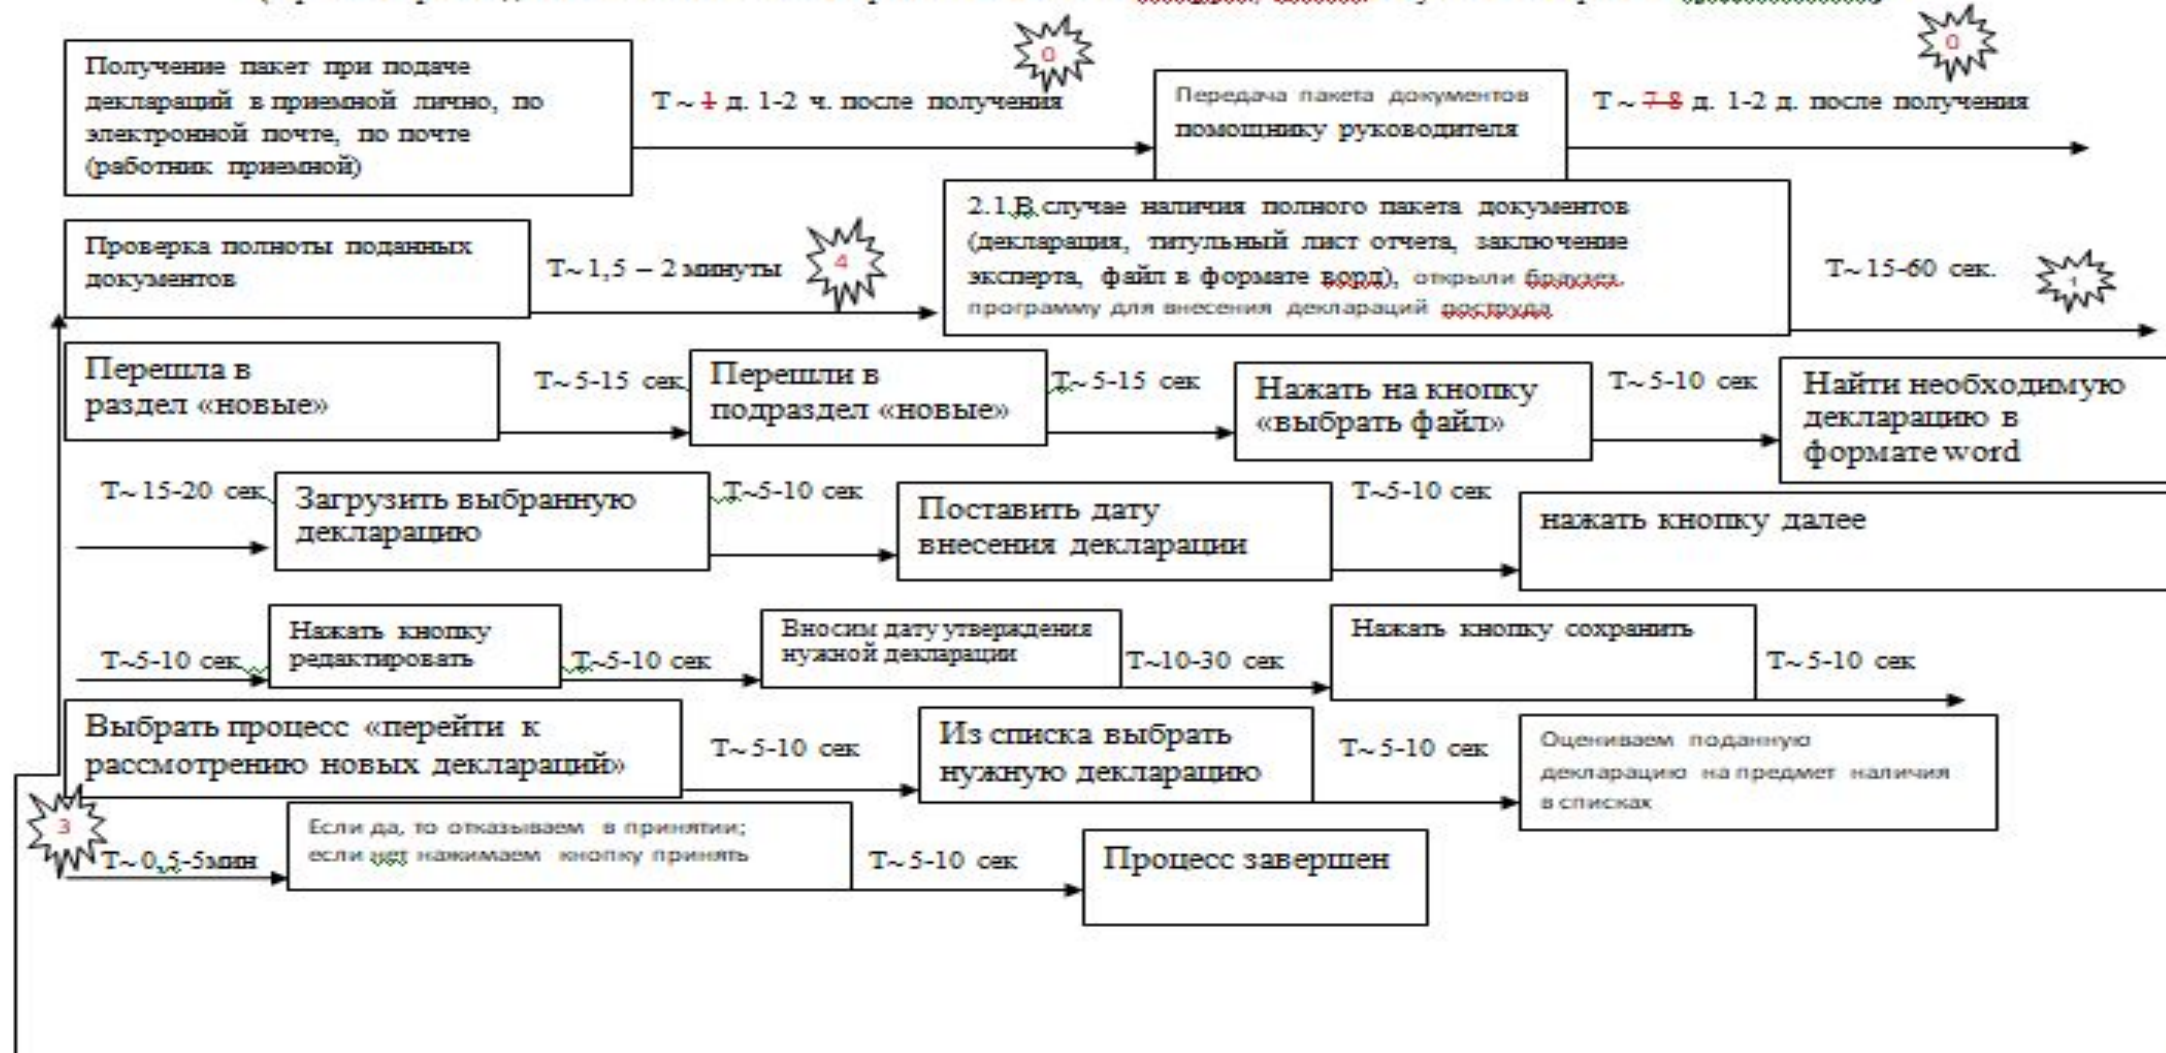 0
0
Получение пакет при подаче
деклараций в приемной лично, по
электронной почте, по почте
(работник приемной)
Т ~ 1 д. 1-2 ч. после получения
Передача пакета документов
помощнику руководителя
Т ~ 7-8 д. 1-2 д. после получения
Проверка полноты поданных
документов
Т~ 1,5 – 2 минуты
4
2.1.В случае наличия полного пакета документов
(декларация, титульный лист отчета, заключение
эксперта, файл в формате ворд), открыли браузез,
программу для внесения деклараций роструда
Т~ 15-60 сек.
1
Перешла в
раздел «новые»
Т~ 5-15 сек
Перешли в
подраздел «новые»
Т~ 5-15 сек
Нажать на кнопку
«выбрать файл»
Т~ 5-10 сек
Найти необходимую
декларацию в
формате word
Т~ 15-20 сек
Загрузить выбранную
декларацию
Т~5-10 сек
Поставить дату
внесения декларации
Т~5-10 сек
нажать кнопку далее
Т~5-10 сек
Нажать кнопку
редактировать
Т~5-10 сек
Вносим дату утверждения
нужной декларации
Т~10-30 сек
Нажать кнопку сохранить
Т~ 5-10 сек
Выбрать процесс «перейти к
рассмотрению новых деклараций»
Т~ 5-10 сек
Из списка выбрать
нужную декларацию
Т~ 5-10 сек
Оцениваем поданную
декларацию на предмет наличия
в списках
3
Т~ 0,5-5мин
Если да, то отказываем в принятии;
если нет нажимаем кнопку принять
Т~ 5-10 сек
Процесс завершен